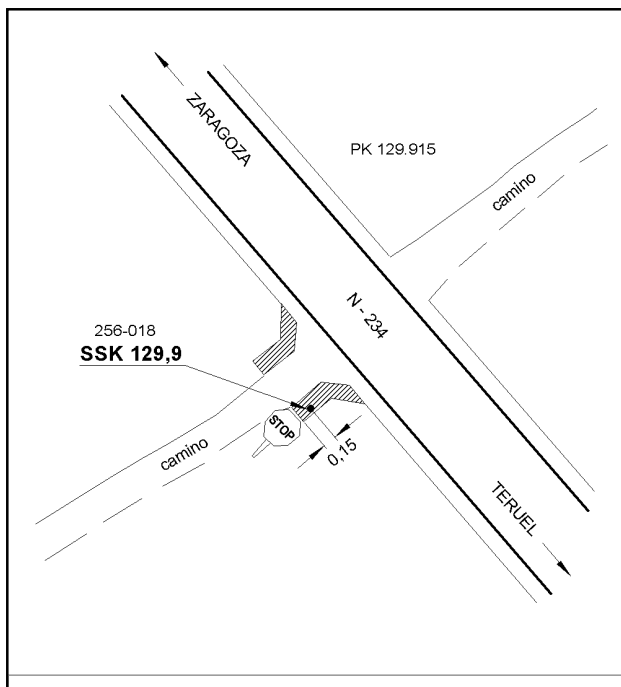 ZARAGOZA
PK 129.915
camino
N - 234
256-018
SSK 129,9
STOP
camino
0,15
TERUEL